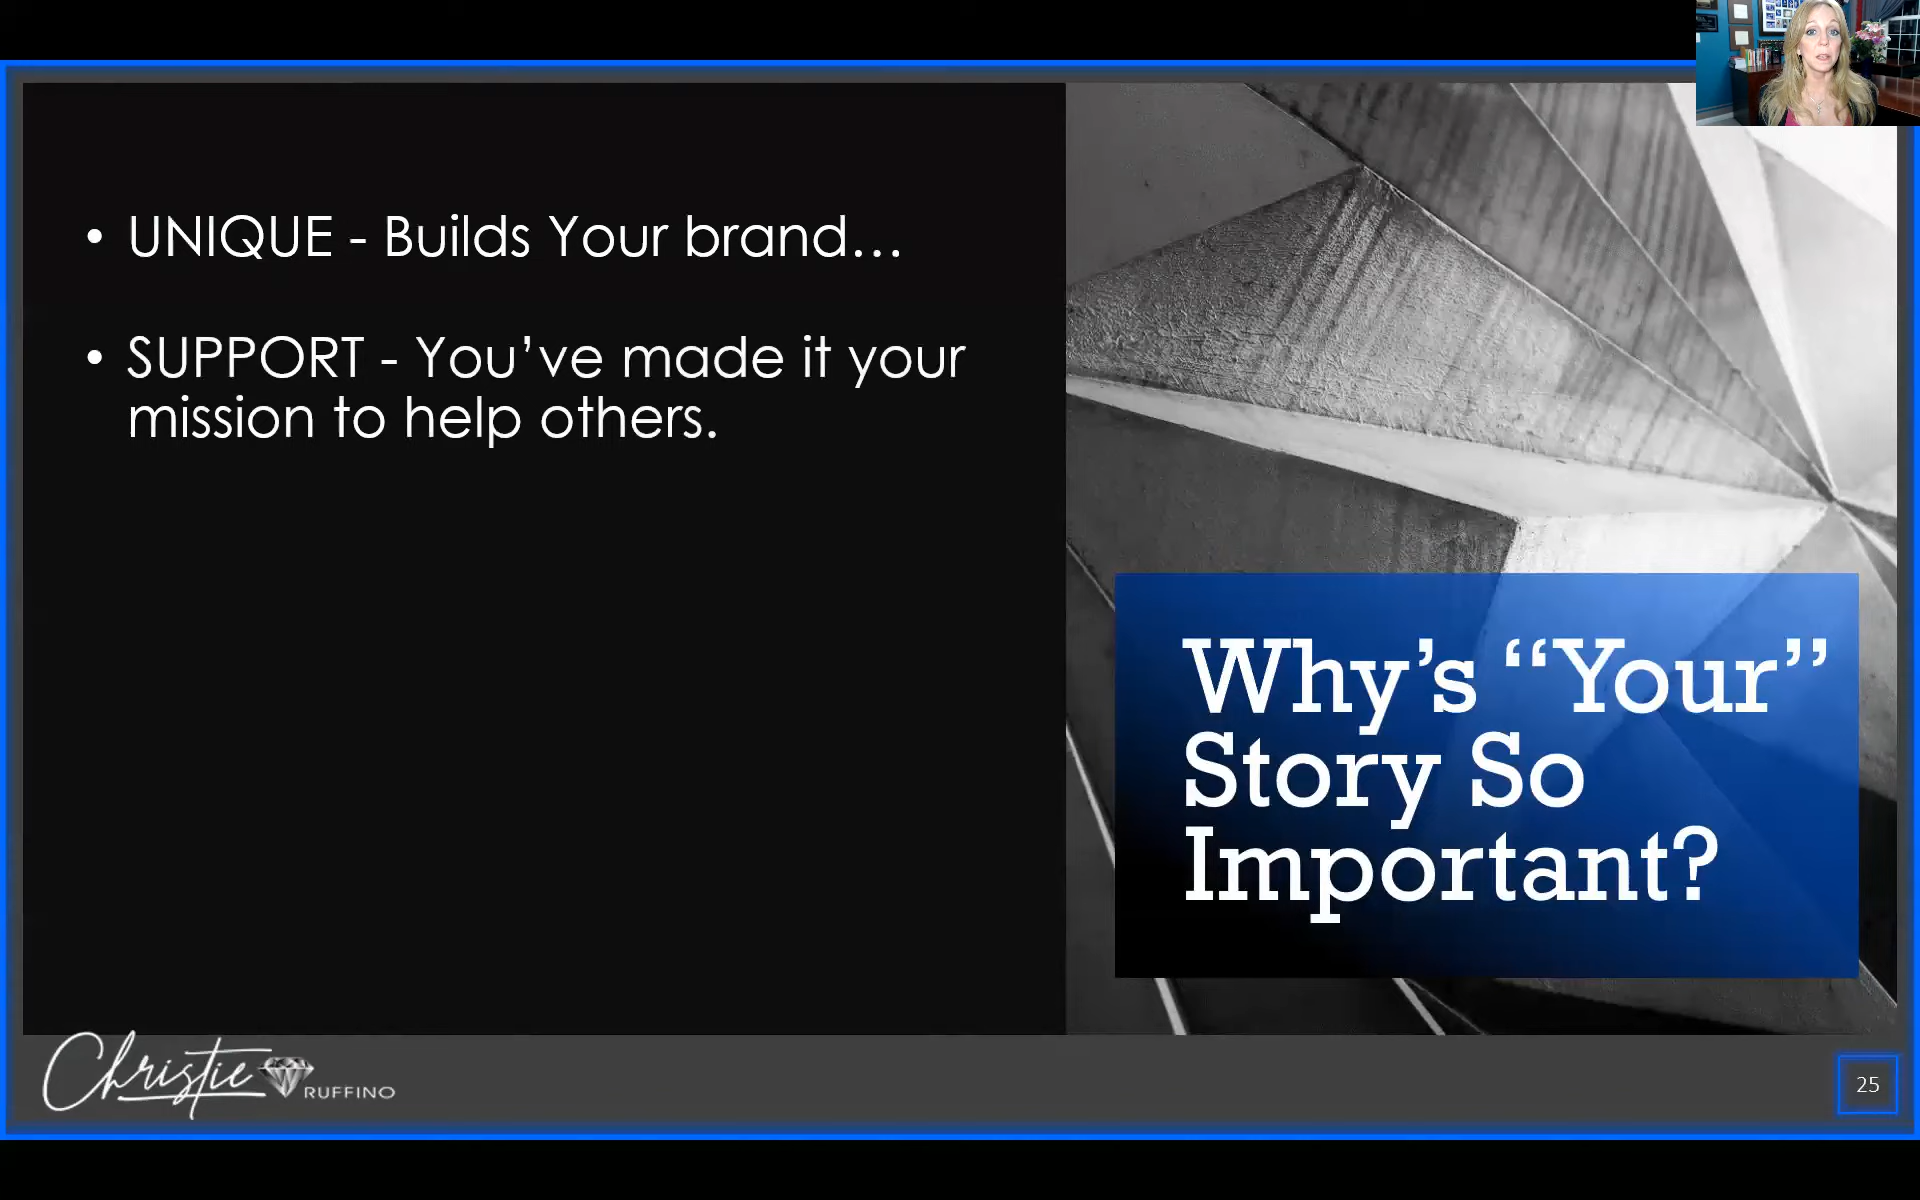 • UNIQUE - Builds Your brand…
• SUPPORT - You’ve made it your
mission to help others.
Why’s “Your”
Story So
Important?
Christie RUFFINO
25